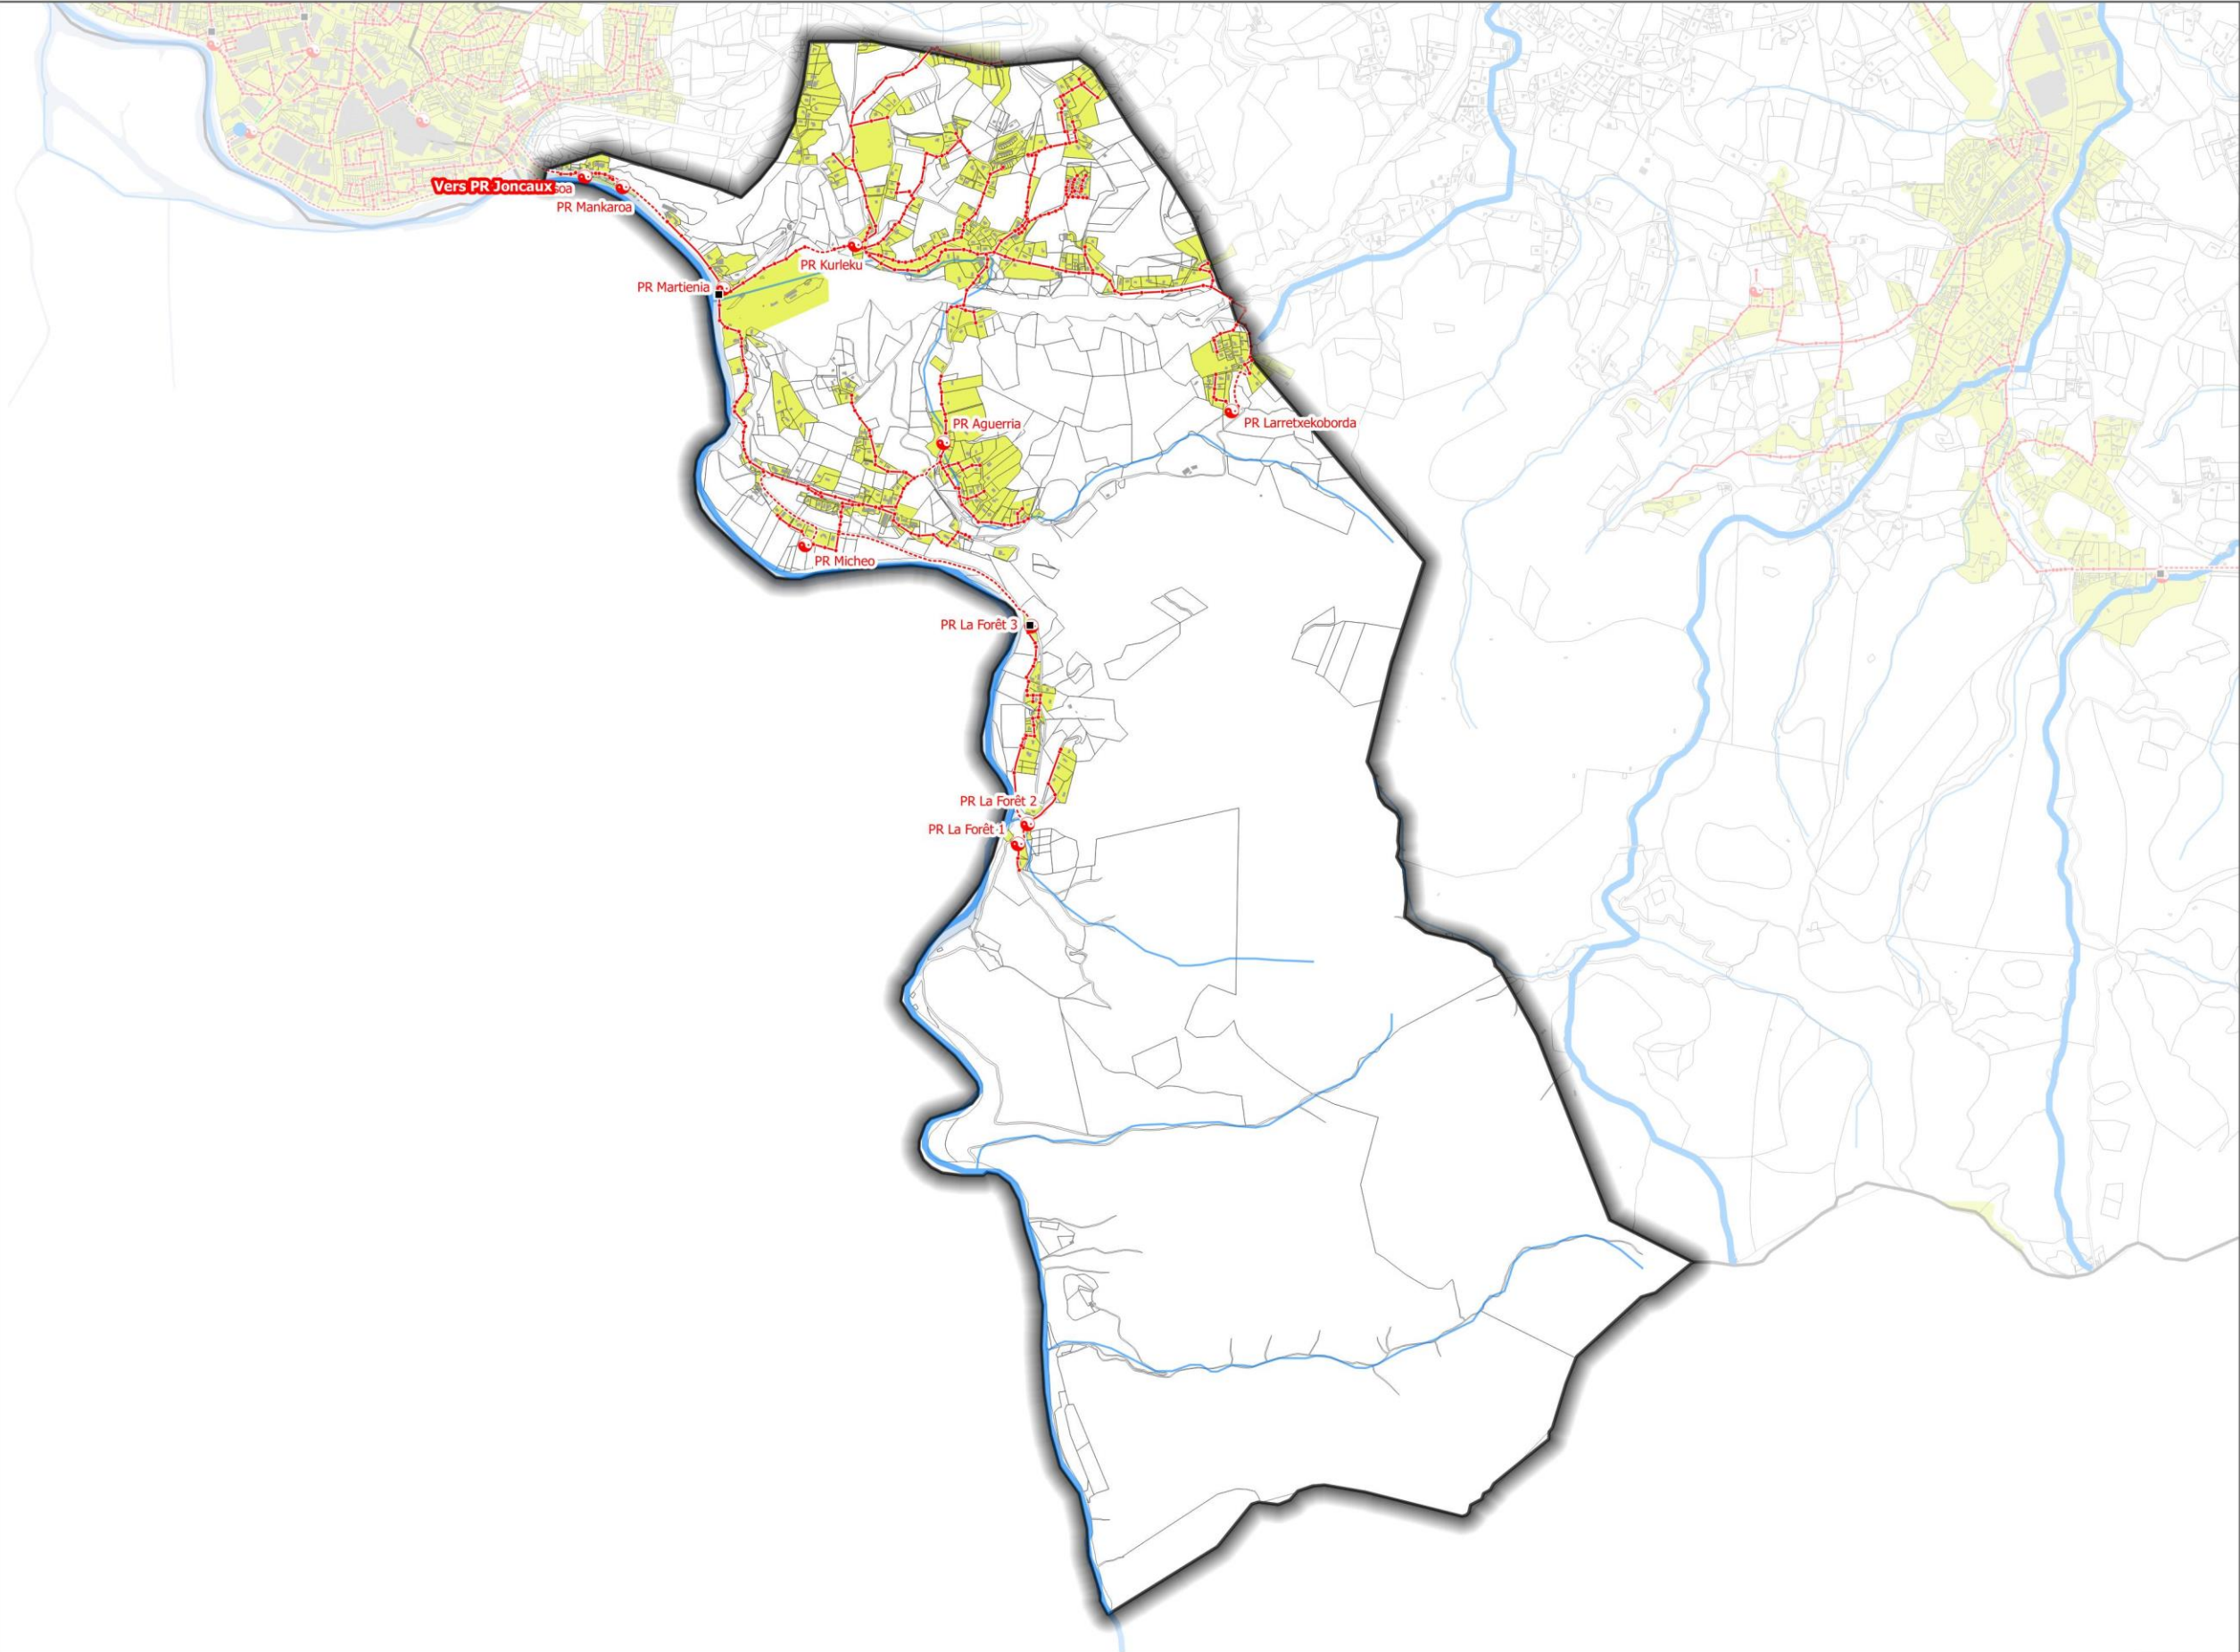 Vers PR Joncaux
PR Mankaroa
PR Kurleku
PR Martienia
PR Aguerria
PR Larretxekoborda
PR Micheo
PR La Forêt 3
PR La Forêt 2
PR La Forêt 1